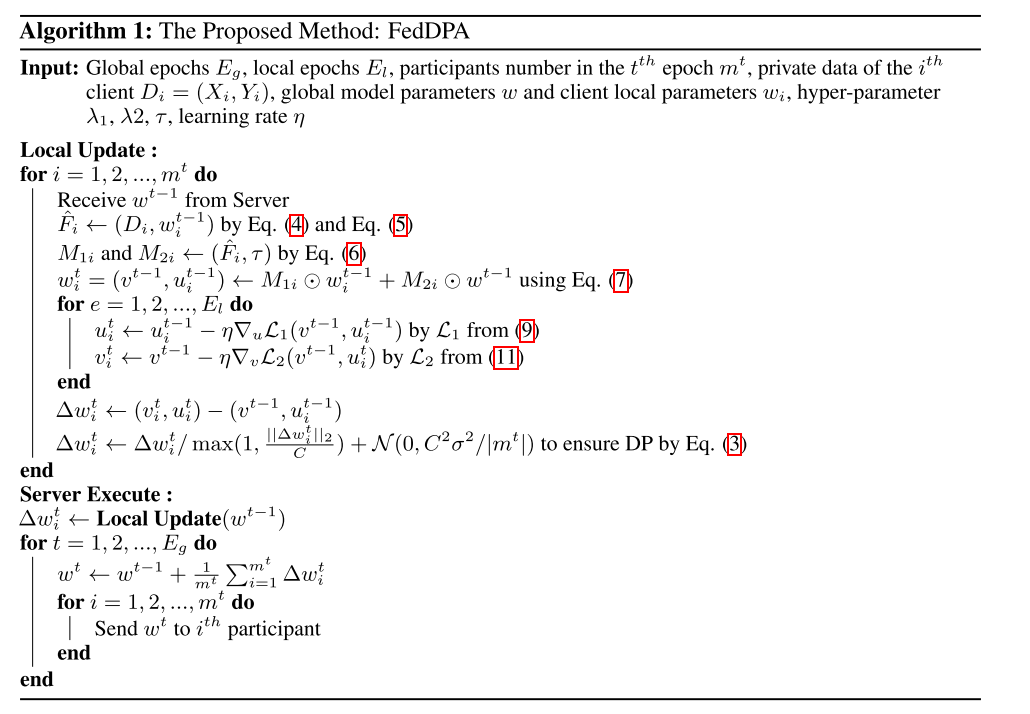 Algorithm 1: The Proposed Method: FedDPA
Input: Global epochs $E_g$, local epochs $E_l$, participants number in the $t^{th}$ epoch $m^t$, private data of the $i^{th}$
client $D_i = (X_i, Y_i)$, global model parameters $w$ and client local parameters $w_i$, hyper-parameter
$\lambda_1$, $\lambda 2$, $\tau$, learning rate $\eta$
Local Update :
for $i = 1, 2, ..., m^t$ do
Receive $w^{t-1}$ from Server
$\hat{F}_i \leftarrow (D_i, w_i^{t-1})$ by Eq. (4) and Eq. (5)
$M_{1i}$ and $M_{2i} \leftarrow (\hat{F}_i, \tau)$ by Eq. (6)
$w_i^t = (v^{t-1}, u_i^{t-1}) \leftarrow M_{1i} \odot w_i^{t-1} + M_{2i} \odot w^{t-1}$ using Eq. (7)
for $e = 1, 2, ..., E_l$ do
$u_i^t \leftarrow u_i^{t-1} - \eta \nabla_u \mathcal{L}_1(v^{t-1}, u_i^{t-1})$ by $\mathcal{L}_1$ from (9)
$v_i^t \leftarrow v^{t-1} - \eta \nabla_v \mathcal{L}_2(v^{t-1}, u_i^t)$ by $\mathcal{L}_2$ from (11)
end
$\Delta w_i^t \leftarrow (v_i^t, u_i^t) - (v^{t-1}, u_i^{t-1})$
$\Delta w_i^t \leftarrow \Delta w_i^t / \max(1, \frac{||\Delta w_i^t||_2}{C}) + \mathcal{N}(0, C^2\sigma^2/|m^t|)$ to ensure DP by Eq. (3)
end
Server Execute :
$\Delta w_i^t \leftarrow$ Local Update$(w^{t-1})$
for $t = 1, 2, ..., E_g$ do
$w^t \leftarrow w^{t-1} + \frac{1}{m^t} \sum_{i=1}^{m^t} \Delta w_i^t$
for $i = 1, 2, ..., m^t$ do
Send $w^t$ to $i^{th}$ participant
end
end